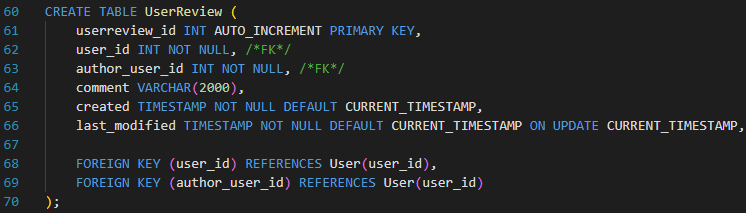 60 CREATE TABLE UserReview (
61     userreview_id INT AUTO_INCREMENT PRIMARY KEY,
62     user_id INT NOT NULL, /*FK*/
63     author_user_id INT NOT NULL, /*FK*/
64     comment VARCHAR(2000),
65     created TIMESTAMP NOT NULL DEFAULT CURRENT_TIMESTAMP,
66     last_modified TIMESTAMP NOT NULL DEFAULT CURRENT_TIMESTAMP ON UPDATE CURRENT_TIMESTAMP,
67
68     FOREIGN KEY (user_id) REFERENCES User(user_id),
69     FOREIGN KEY (author_user_id) REFERENCES User(user_id)
70 );